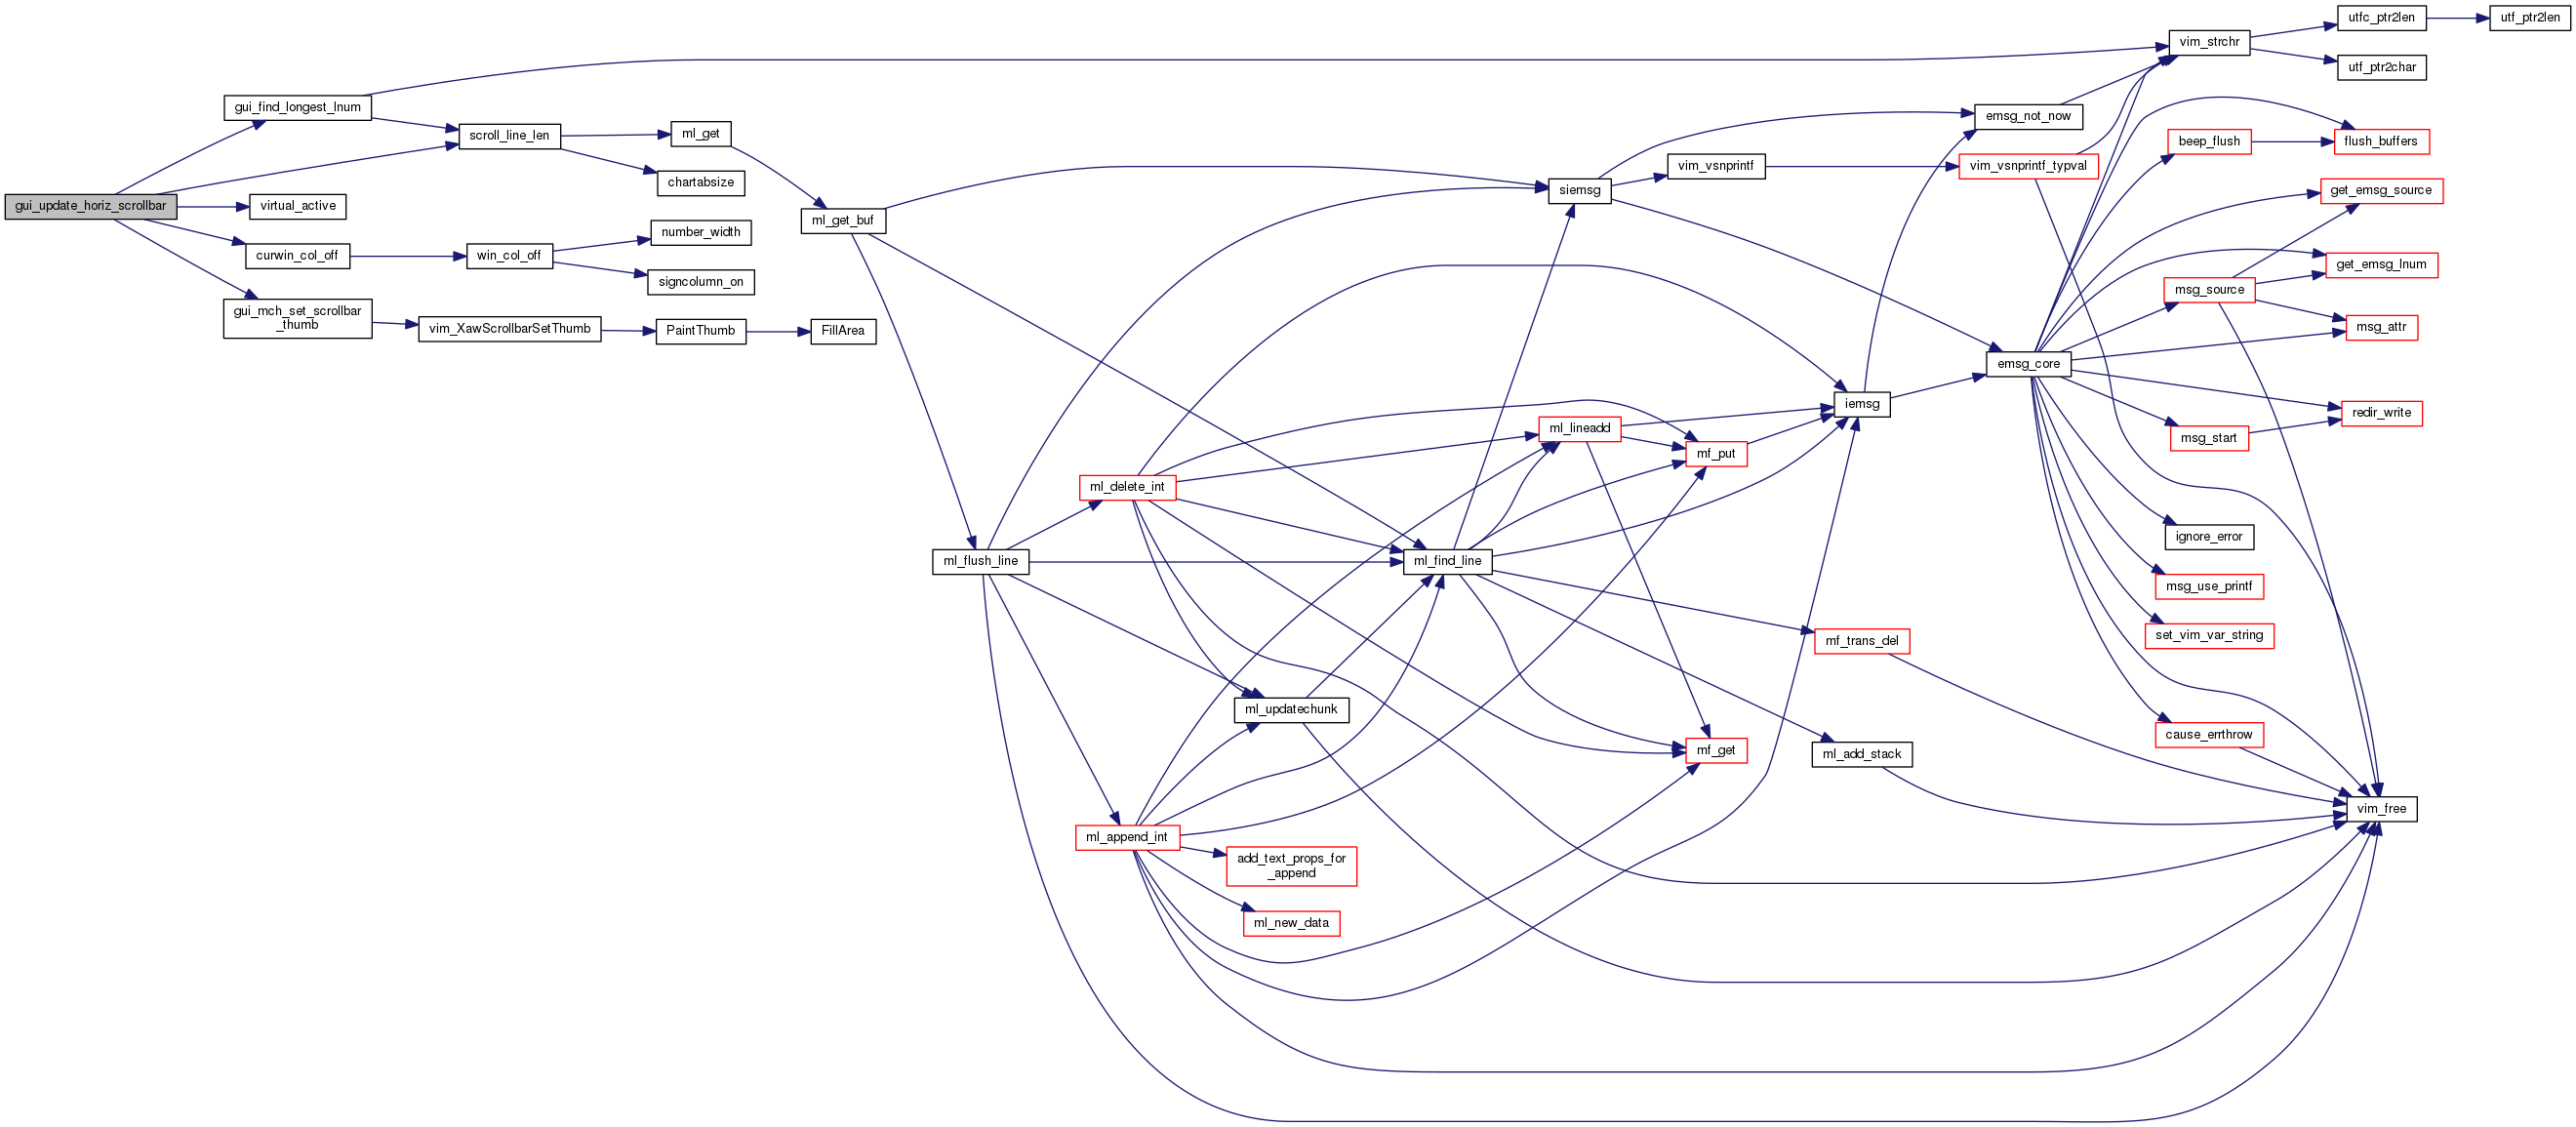 utfc_ptr2len
utf_ptr2len
vim_strchr
utf_ptr2char
gui_find_longest_lnum
emsg_not_now
scroll_line_len
ml_get
beep_flush
flush_buffers
vim_vsnprintf
vim_vsnprintf_typval
chartabsize
siemsg
get_emsg_source
gui_update_horiz_scrollbar
virtual_active
ml_get_buf
number_width
curwin_col_off
win_col_off
get_emsg_lnum
signcolumn_on
msg_source
gui_mch_set_scrollbar
_thumb
vim_XawScrollbarSetThumb
PaintThumb
FillArea
msg_attr
emsg_core
iemsg
redir_write
ml_lineadd
msg_start
mf_put
ml_delete_int
ignore_error
ml_flush_line
ml_find_line
msg_use_printf
set_vim_var_string
mf_trans_del
ml_updatechunk
cause_errthrow
mf_get
ml_add_stack
vim_free
ml_append_int
add_text_props_for
_append
ml_new_data